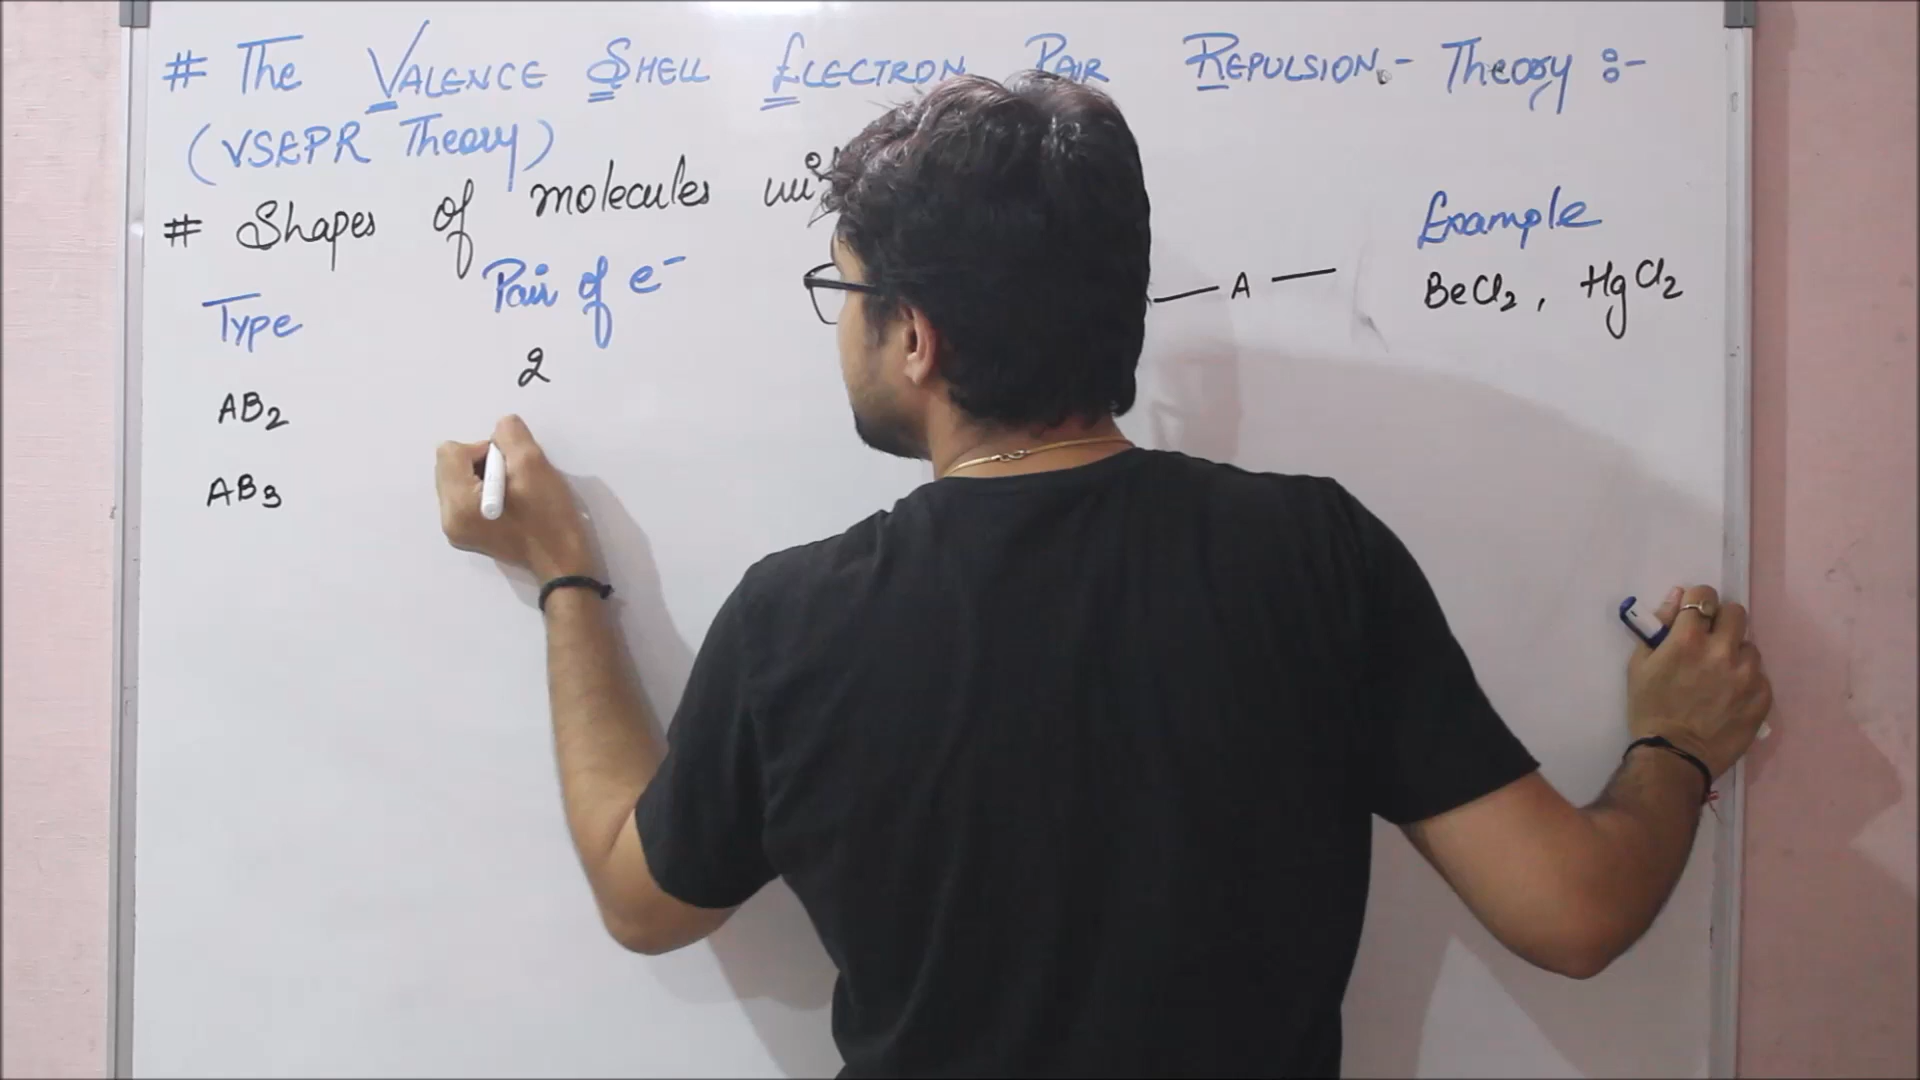 # The VALENCE SHELL ELECTRON PAIR REPULSION - Theory :-
(VSEPR Theory)
# Shapes of molecules
Type Pair of e⁻ Example
AB₂ 2 — A — BeCl₂, HgCl₂
AB₃